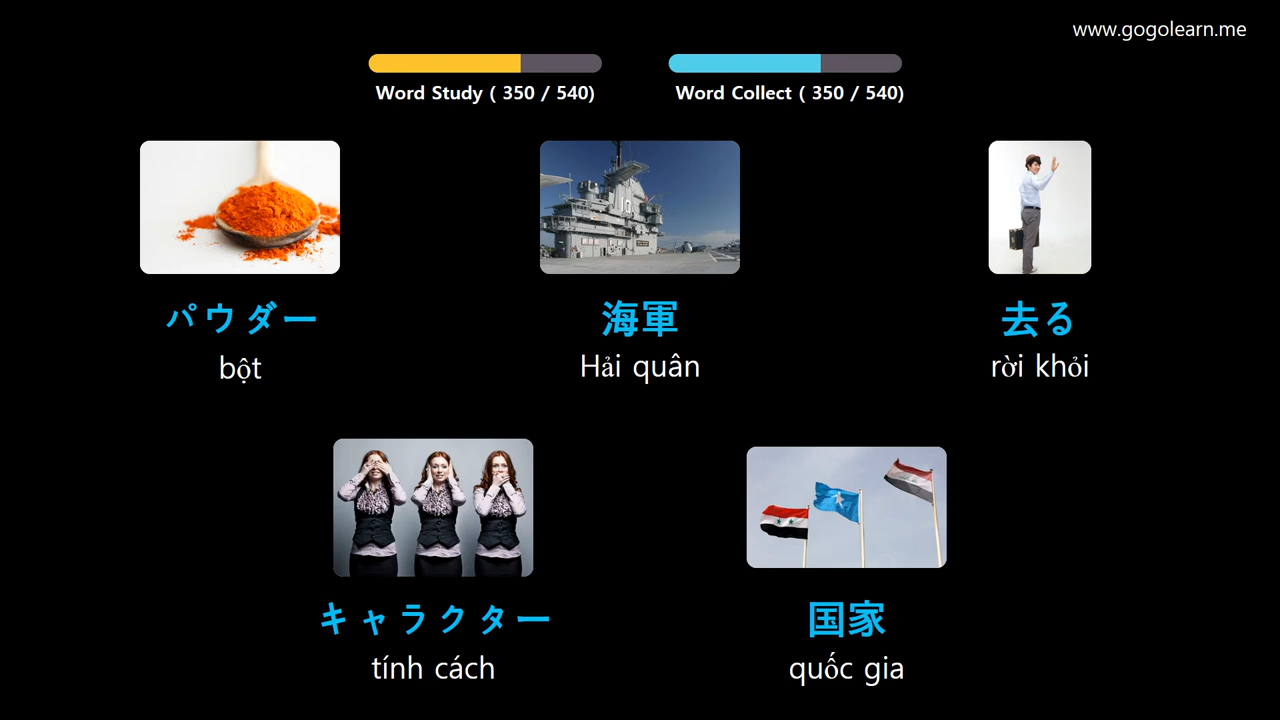 www.gogolearn.me
Word Study ( 350 / 540)
Word Collect ( 350 / 540)
パウダー
bột
海軍
Hải quân
去る
rời khỏi
キャラクター
tính cách
国家
quốc gia